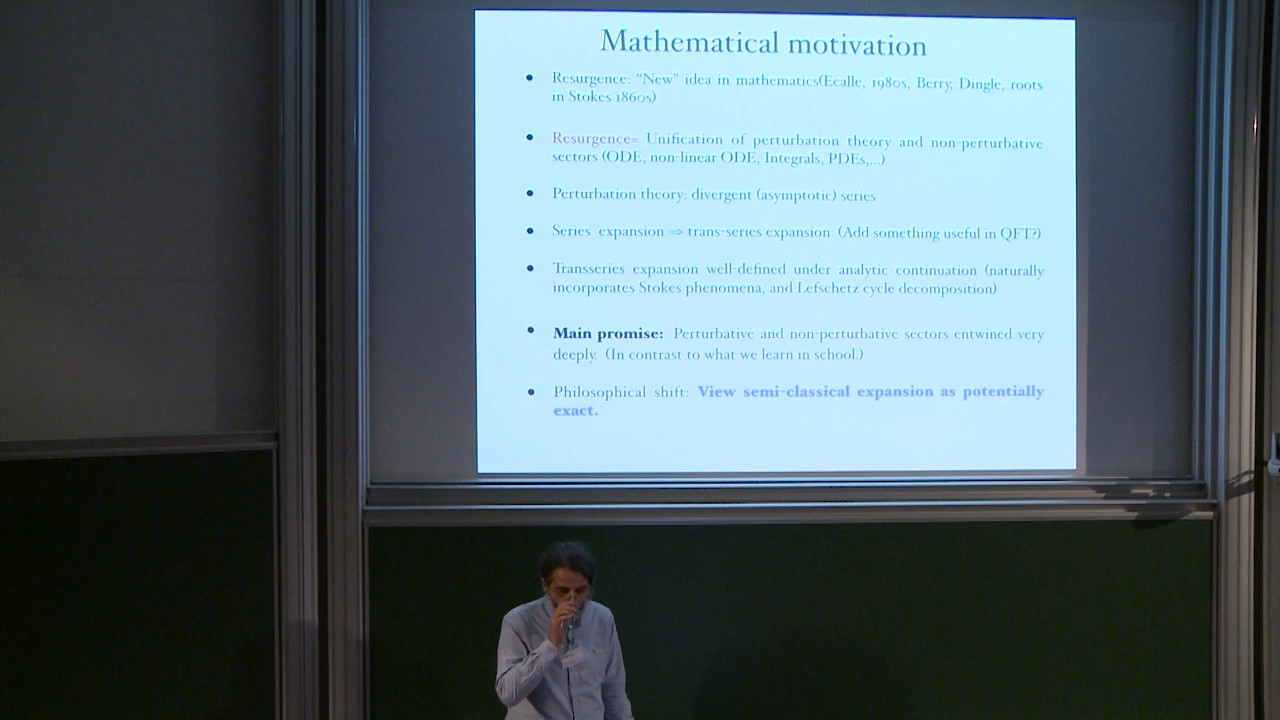 Mathematical motivation
• Resurgence: “New” idea in mathematics(Ecalle, 1980s, Berry, Dingle, roots
in Stokes 1860s)
• Resurgence= Unification of perturbation theory and non-perturbative
sectors (ODE, non-linear ODE, Integrals, PDEs,...)
• Perturbation theory: divergent (asymptotic) series
• Series expansion ⇒ trans-series expansion (Add something useful in QFT?)
• Transseries expansion well-defined under analytic continuation (naturally
incorporates Stokes phenomena, and Lefschetz cycle decomposition)
• Main promise: Perturbative and non-perturbative sectors entwined very
deeply. (In contrast to what we learn in school.)
• Philosophical shift: View semi-classical expansion as potentially
exact.